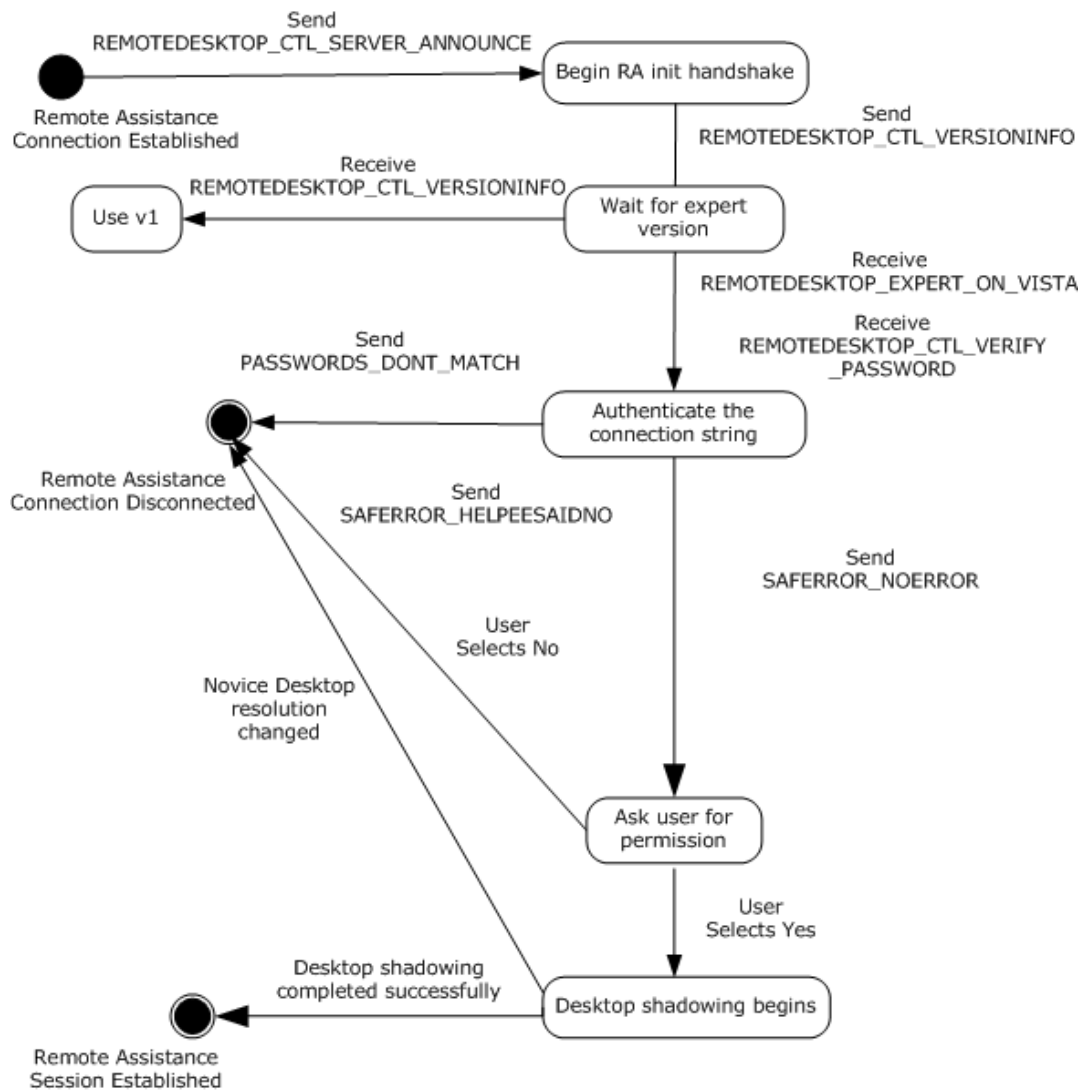 Send
REMOTEDESKTOP_CTL_SERVER_ANNOUNCE
Begin RA init handshake
Remote Assistance
Connection Established
Send
REMOTEDESKTOP_CTL_VERSIONINFO
Receive
REMOTEDESKTOP_CTL_VERSIONINFO
Use v1
Wait for expert
version
Receive
REMOTEDESKTOP_EXPERT_ON_VISTA
Receive
REMOTEDESKTOP_CTL_VERIFY
_PASSWORD
Send
PASSWORDS_DONT_MATCH
Authenticate the
connection string
Remote Assistance
Connection Disconnected
Send
SAFERROR_HELPEESAIDNO
Send
SAFERROR_NOERROR
User
Selects No
Novice Desktop
resolution
changed
Ask user for
permission
User
Selects Yes
Desktop shadowing
completed successfully
Desktop shadowing begins
Remote Assistance
Session Established